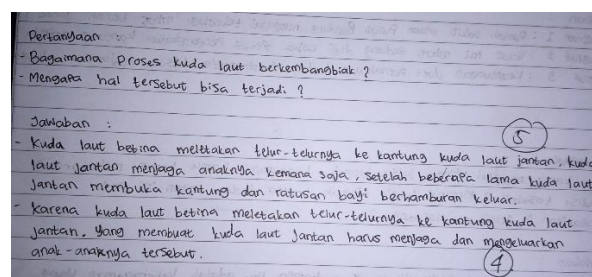 Pertanyaan :
- Bagaimana proses kuda laut berkembangbiak ?
- Mengapa hal tersebut bisa terjadi ?
Jawaban :
5
- Kuda laut betina meletakan telur-telurnya ke kantung kuda laut jantan. Kuda
laut jantan menjaga anaknya kemana saja, setelah beberapa lama kuda laut
jantan membuka kantung dan ratusan bayi berhamburan keluar.
- Karena kuda laut betina meletakan telur-telurnya ke kantung kuda laut
jantan. Yang membuat kuda laut jantan harus menjaga dan mengeluarkan
anak-anaknya tersebut.
4